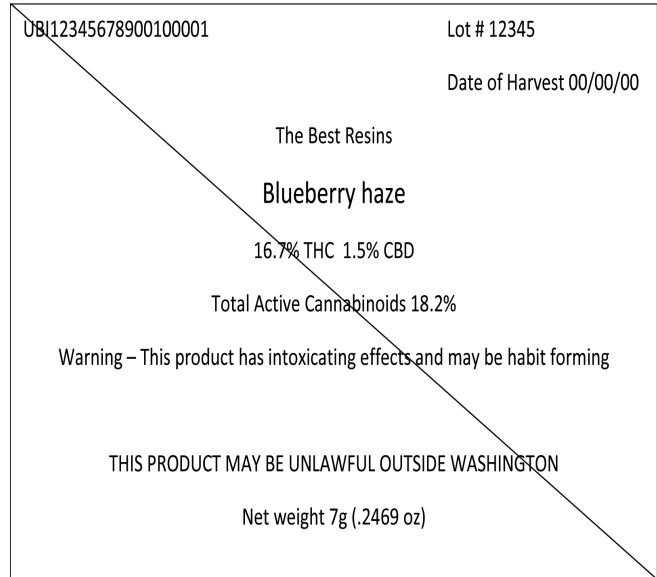 UBI12345678900100001 Lot # 12345
Date of Harvest 00/00/00
The Best Resins
Blueberry haze
16.7% THC 1.5% CBD
Total Active Cannabinoids 18.2%
Warning – This product has intoxicating effects and may be habit forming
THIS PRODUCT MAY BE UNLAWFUL OUTSIDE WASHINGTON
Net weight 7g (.2469 oz)